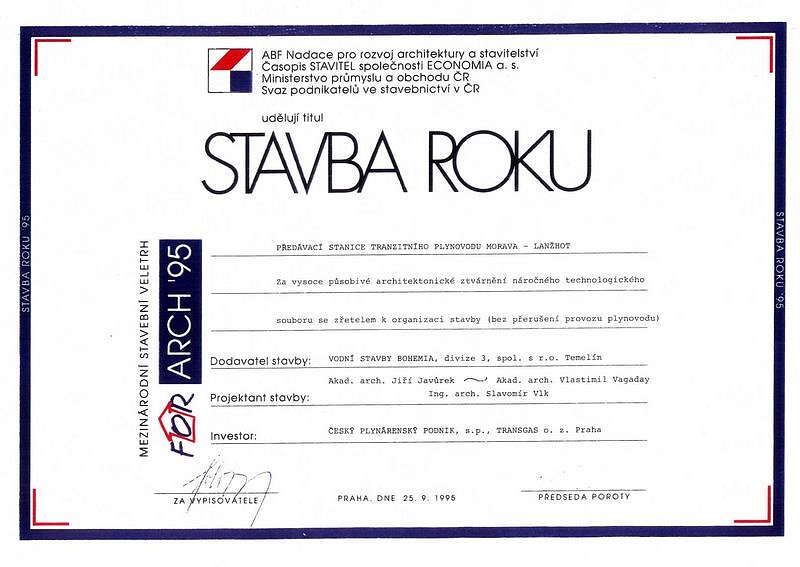 ABF Nadace pro rozvoj architektury a stavitelství
Časopis STAVITEL společnosti ECONOMIA a. s.
Ministerstvo průmyslu a obchodu ČR
Svaz podnikatelů ve stavebnictví v ČR
udělují titul
STAVBA ROKU
STAVBA ROKU '95
MEZINÁRODNÍ STAVEBNÍ VELETRH
FOR ARCH '95
PŘEDÁVACÍ STANICE TRANZITNÍHO PLYNOVODU MORAVA - LANŽHOT
Za vysoce působivé architektonické ztvárnění náročného technologického
souboru se zřetelem k organizaci stavby (bez přerušení provozu plynovodu)
Dodavatel stavby: VODNÍ STAVBY BOHEMIA, divize 3, spol. s r.o. Temelín
Akad. arch. Jiří Javůrek Akad. arch. Vlastimil Vagaday
Projektant stavby: Ing. arch. Slavomír Vlk
Investor: ČESKÝ PLYNÁRENSKÝ PODNIK, s.p., TRANSGAS o. z. Praha
ZA VYPISOVATELE PRAHA, DNE 25. 9. 1995 PŘEDSEDA POROTY
STAVBA ROKU '95